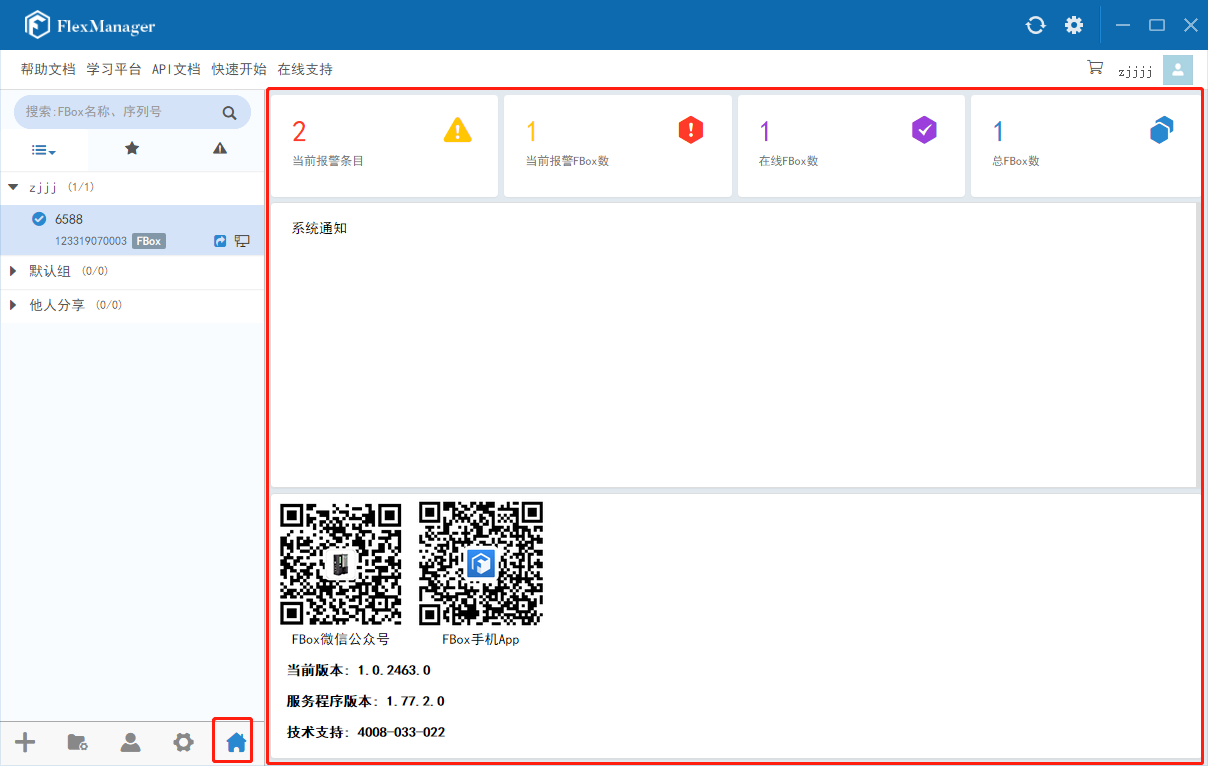 FlexManager
帮助文档 学习平台 API文档 快速开始 在线支持
zjjjj
搜索:FBox名称、序列号
zjjj (1/1)
6588
123319070003 FBox
默认组 (0/0)
他人分享 (0/0)
2
当前报警条目
1
当前报警FBox数
1
在线FBox数
1
总FBox数
系统通知
FBox微信公众号
FBox手机App
当前版本: 1.0.2463.0
服务程序版本: 1.77.2.0
技术支持: 4008-033-022